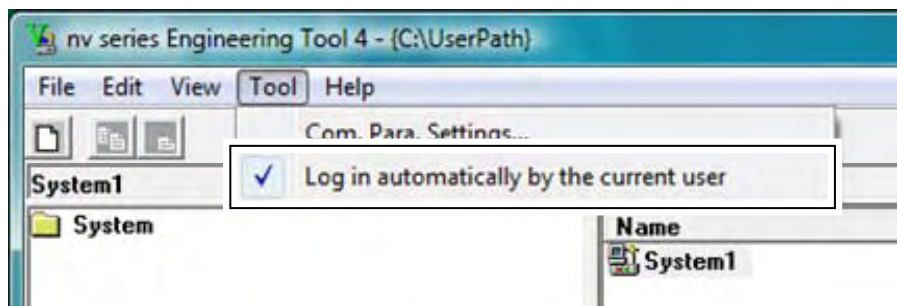 nv series Engineering Tool 4 - {C:\UserPath}
File Edit View Tool Help
Com. Para. Settings...
Log in automatically by the current user
System1
System
Name
System1